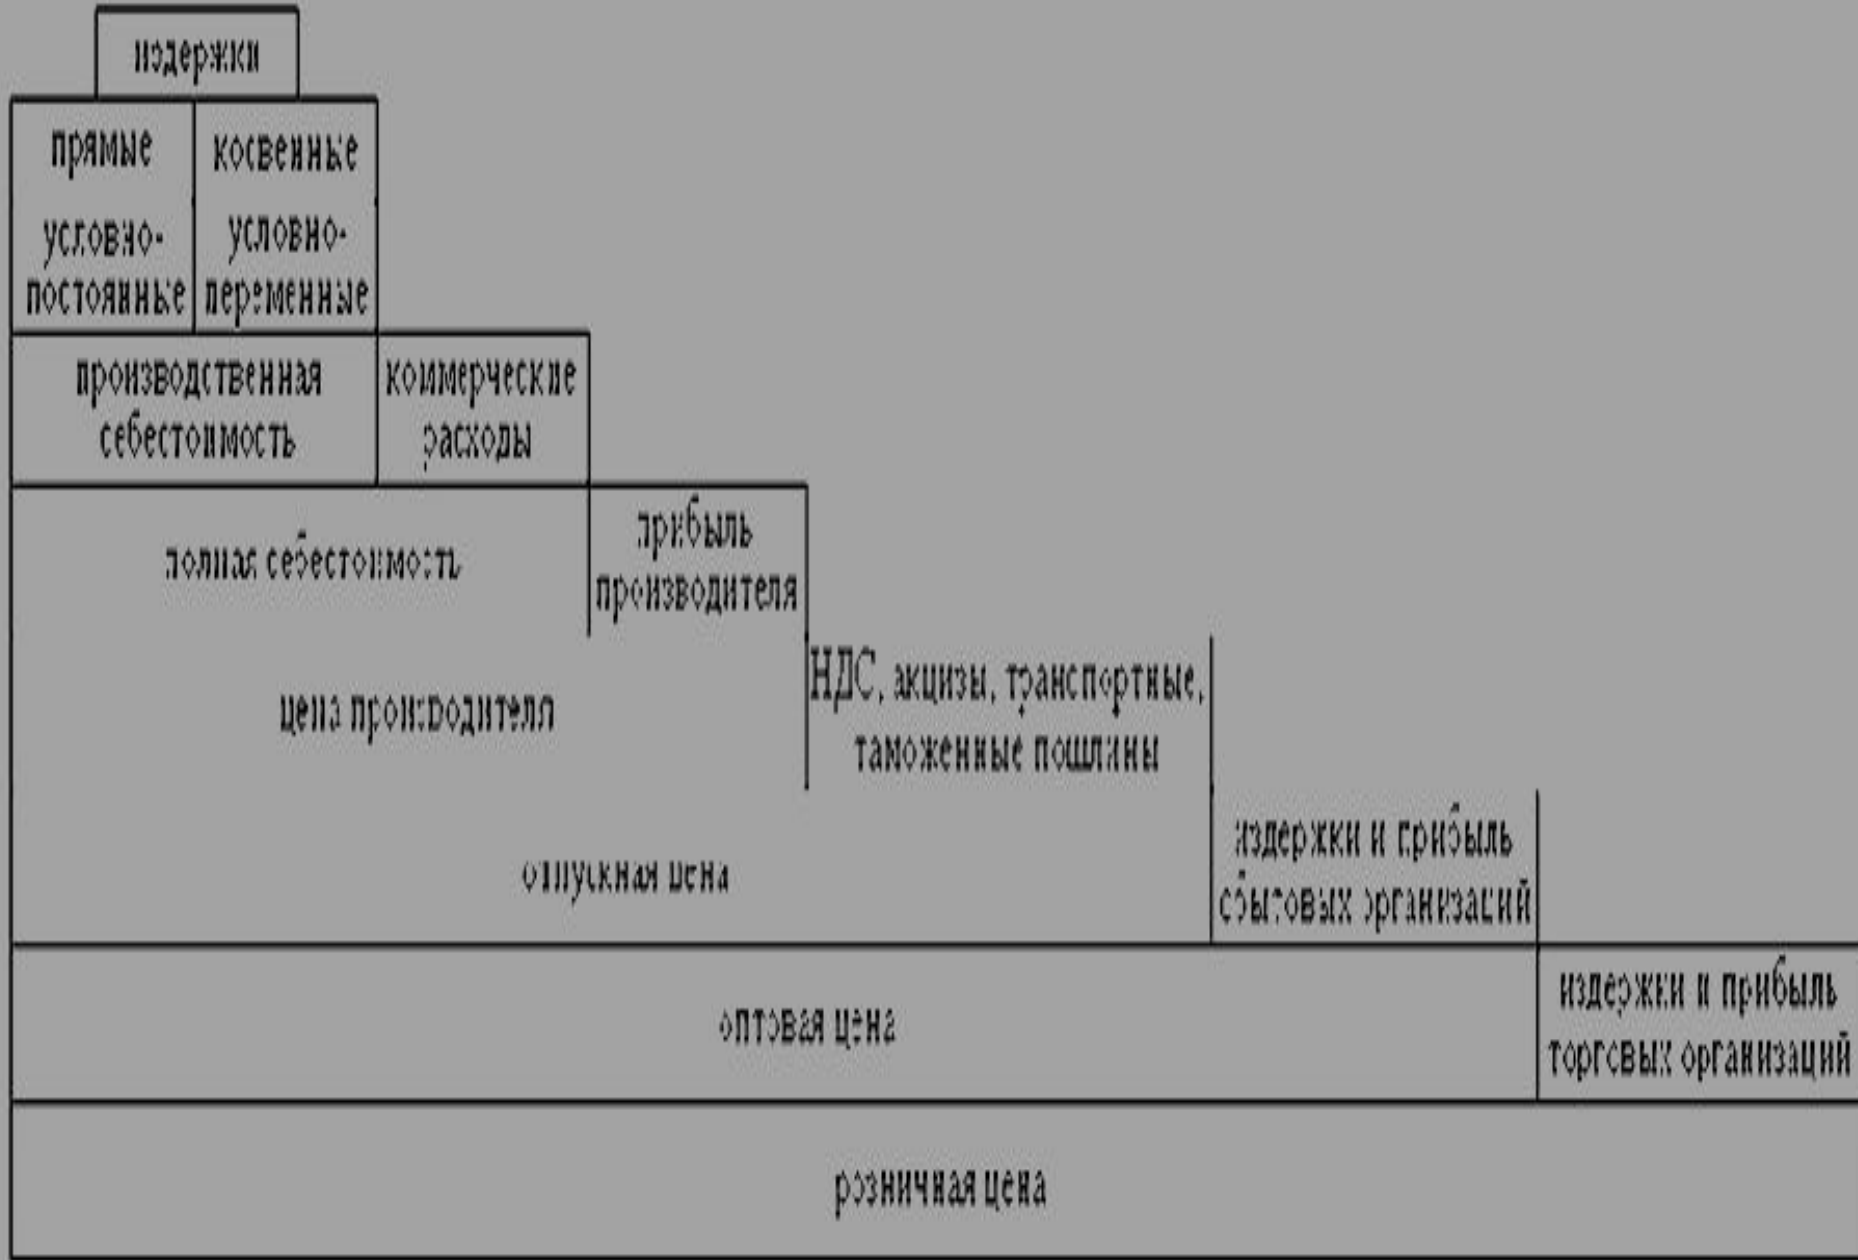 издержки
прямые
косвенные
условно-
постоянные
условно-
переменные
производственная
себестоимость
коммерческие
расходы
полная себестоимость
прибыль
производителя
цена производителя
НДС, акцизы, транспортные,
таможенные пошлины
отпускная цена
издержки и прибыль
сбытовых организаций
оптовая цена
издержки и прибыль
торговых организаций
розничная цена